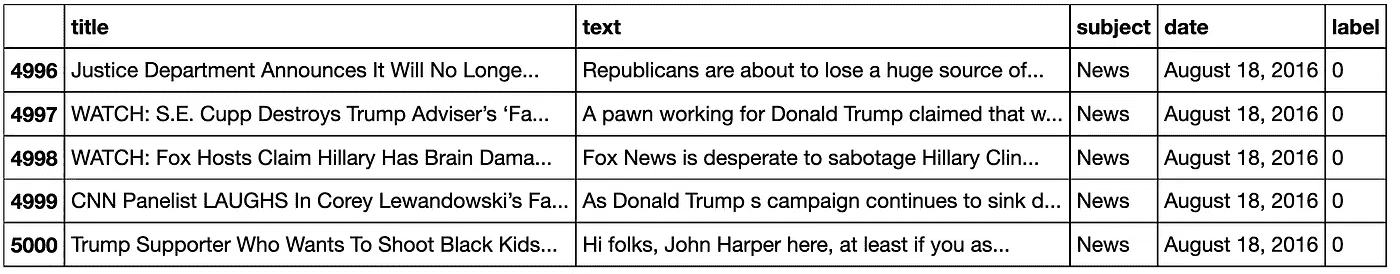 title text subject date label
4996 Justice Department Announces It Will No Longe... Republicans are about to lose a huge source of... News August 18, 2016 0
4997 WATCH: S.E. Cupp Destroys Trump Adviser’s ‘Fa... A pawn working for Donald Trump claimed that w... News August 18, 2016 0
4998 WATCH: Fox Hosts Claim Hillary Has Brain Dama... Fox News is desperate to sabotage Hillary Clin... News August 18, 2016 0
4999 CNN Panelist LAUGHS In Corey Lewandowski’s Fa... As Donald Trump s campaign continues to sink d... News August 18, 2016 0
5000 Trump Supporter Who Wants To Shoot Black Kids... Hi folks, John Harper here, at least if you as... News August 18, 2016 0